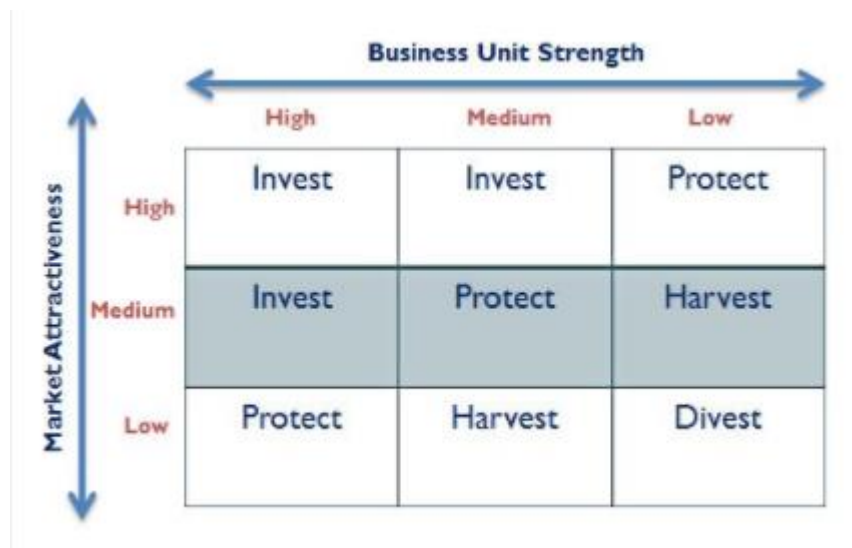 Business Unit Strength
High Medium Low
Market Attractiveness
High
Invest Invest Protect
Medium
Invest Protect Harvest
Low
Protect Harvest Divest